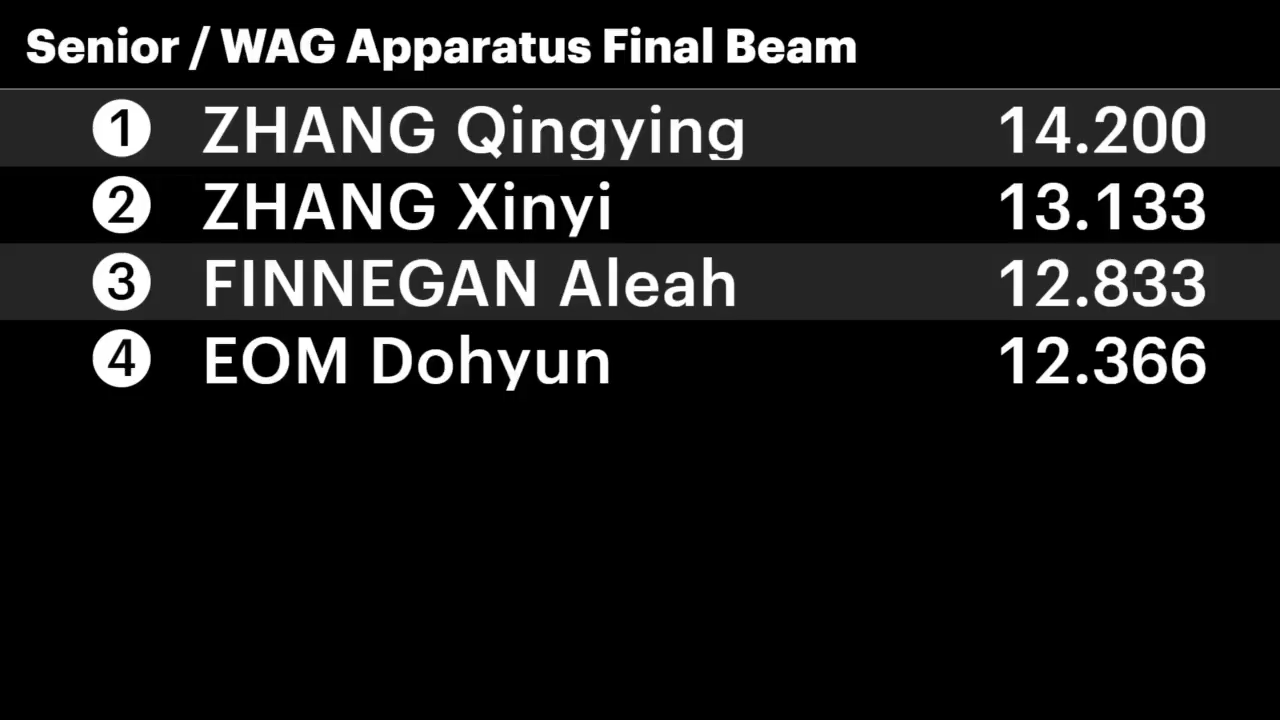 Senior / WAG Apparatus Final Beam
1 ZHANG Qingying 14.200
2 ZHANG Xinyi 13.133
3 FINNEGAN Aleah 12.833
4 EOM Dohyun 12.366